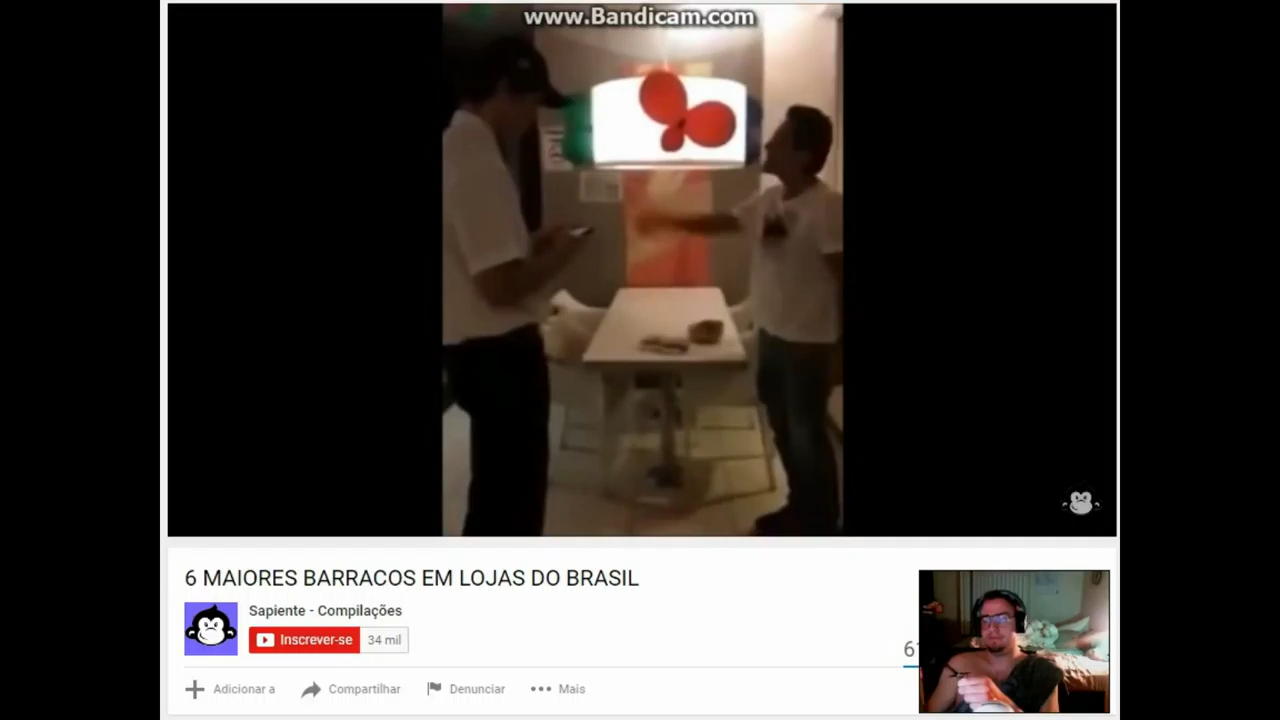 www.Bandicam.com
6 MAIORES BARRACOS EM LOJAS DO BRASIL
Sapiente - Compilações
Inscrever-se 34 mil
Adicionar a Compartilhar Denunciar Mais